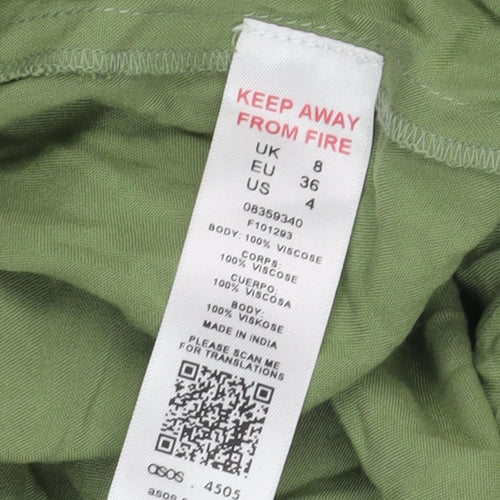 KEEP AWAY
FROM FIRE
UK 8
EU 36
US 4
08359340
F101293
BODY: 100% VISCOSE
CORPS:
100% VISCOSE
CUERPO:
100% VISCOSA
BODY:
100% VISKOSE
MADE IN INDIA
PLEASE SCAN ME
FOR TRANSLATIONS
asos 4505